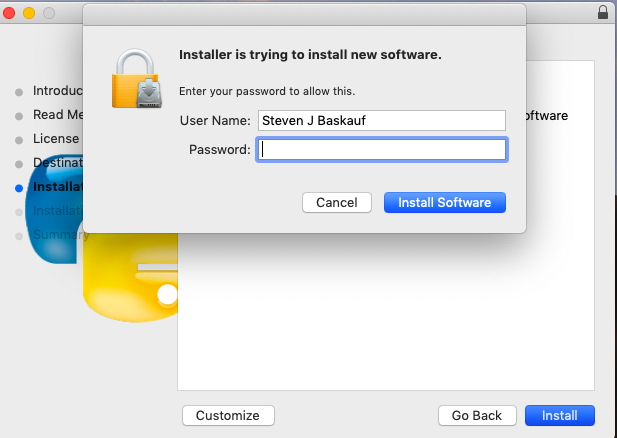 Installer is trying to install new software.
Enter your password to allow this.
User Name: Steven J Baskauf
Password:
Cancel
Install Software
Introduc
Read Me
License
Destinat
Installat
Installati
Summary
oftware
Customize
Go Back
Install